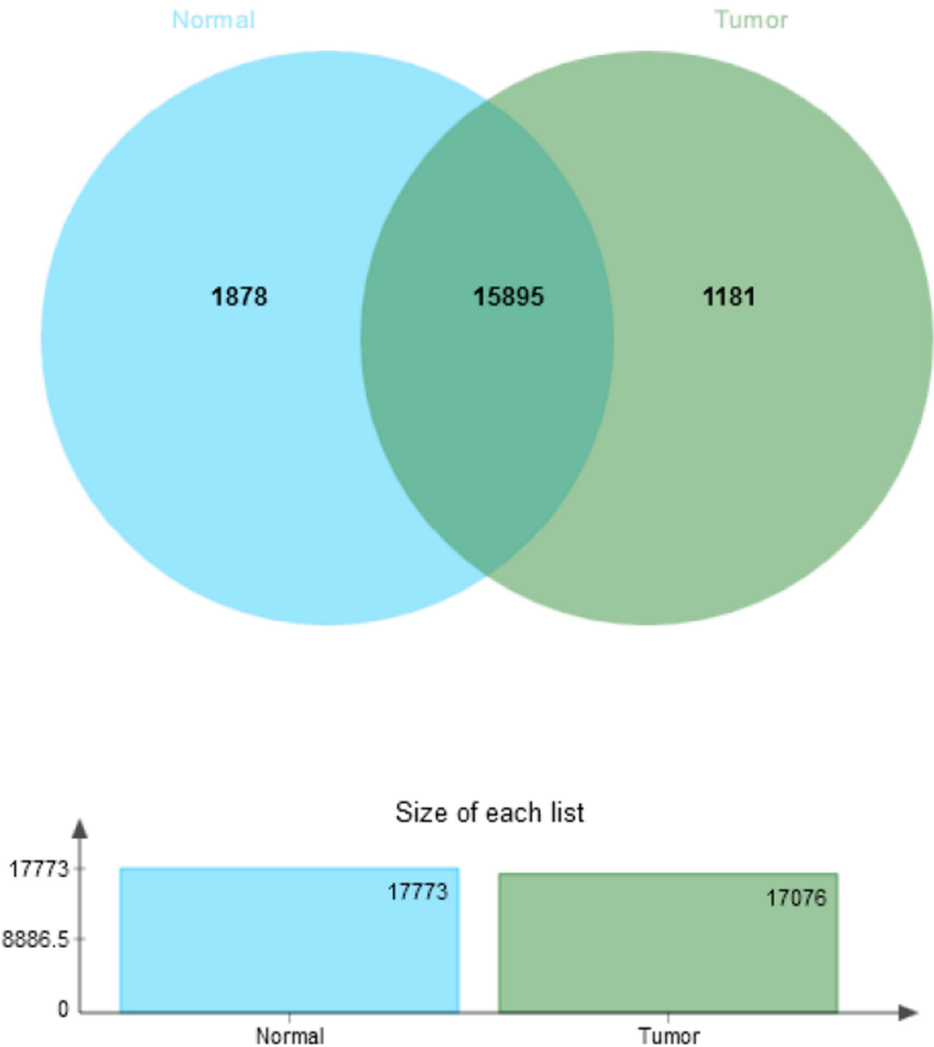 Normal Tumor
1878 15895 1181
Size of each list
17773
17773
17076
8886.5
0
Normal Tumor